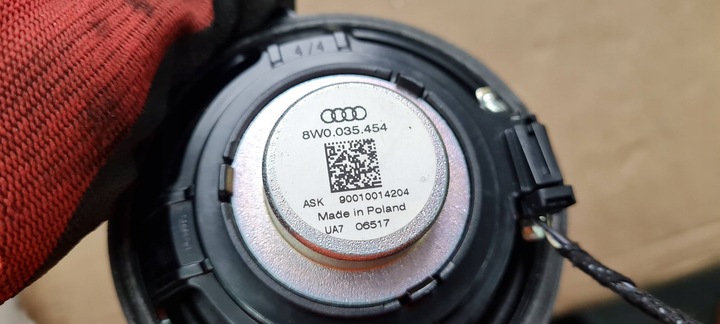 4/4
8W0.035.454
ASK 90010014204
Made in Poland
UA7 06517